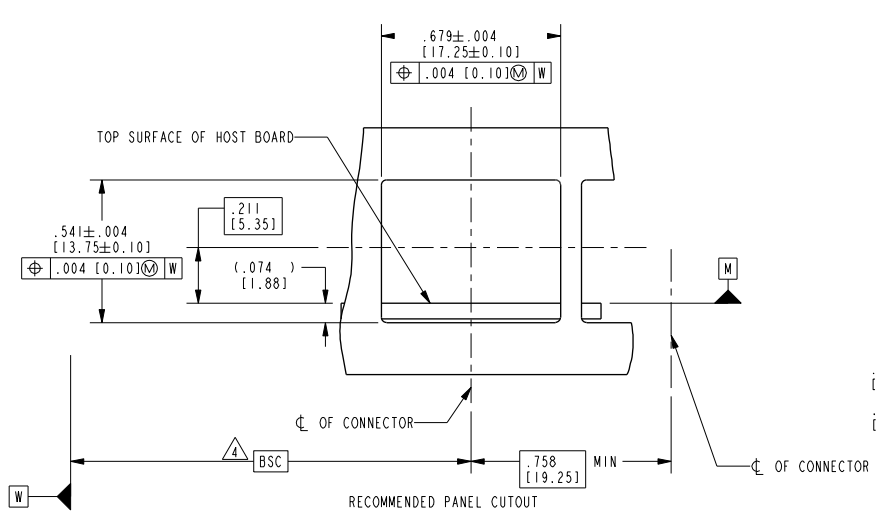 .679±.004
[17.25±0.10]
⌖ .004 [0.10]Ⓜ W
TOP SURFACE OF HOST BOARD
.211
[5.35]
.541±.004
[13.75±0.10]
⌖ .004 [0.10]Ⓜ W
(.074 )
[1.88]
M
℄ OF CONNECTOR
4
BSC
.758 MIN
[19.25]
℄ OF CONNECTOR
W
RECOMMENDED PANEL CUTOUT